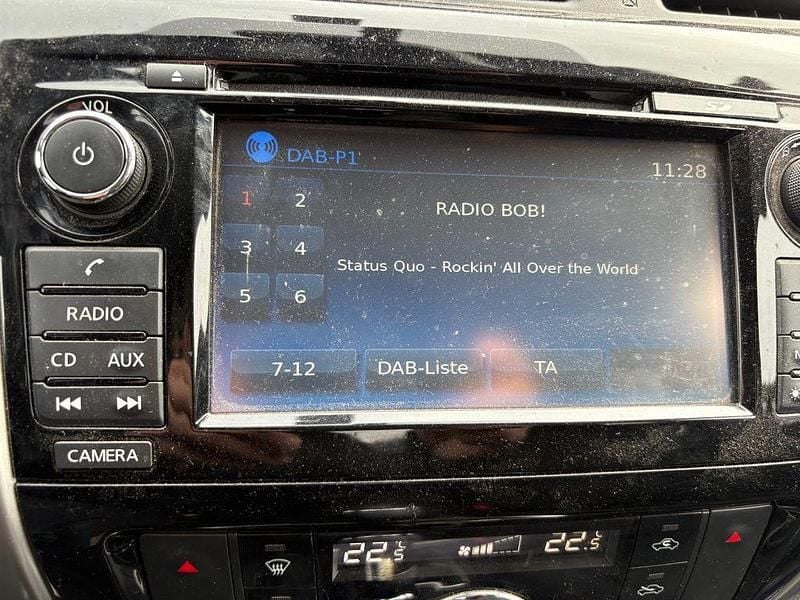 VOL
SD
DAB-P1
11:28
1 2
RADIO BOB!
3 4
Status Quo - Rockin' All Over the World
5 6
7-12 DAB-Liste TA
RADIO
CD AUX
CAMERA
22.5°C 22.5°C